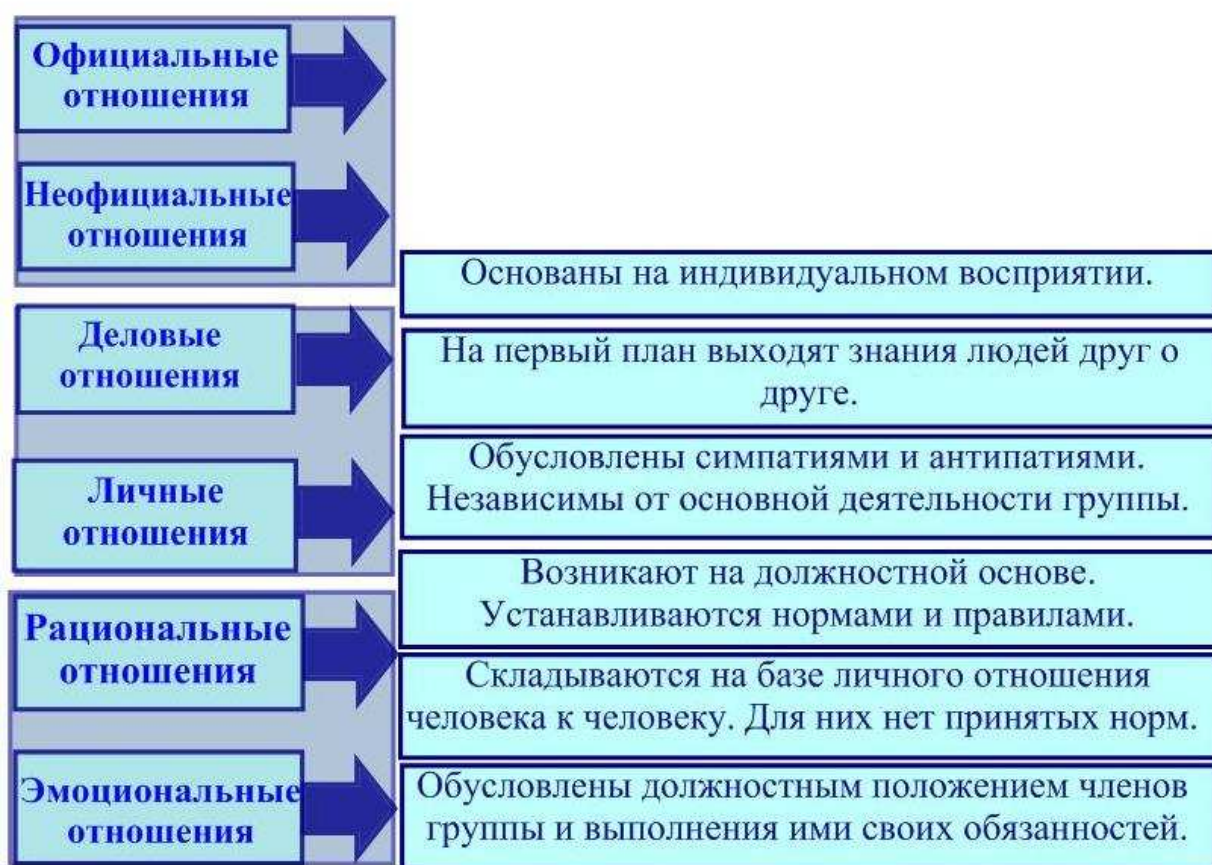 Официальные
отношения
Неофициальные
отношения
Деловые
отношения
Личные
отношения
Рациональные
отношения
Эмоциональные
отношения
Основаны на индивидуальном восприятии.
На первый план выходят знания людей друг о
друге.
Обусловлены симпатиями и антипатиями.
Независимы от основной деятельности группы.
Возникают на должностной основе.
Устанавливаются нормами и правилами.
Складываются на базе личного отношения
человека к человеку. Для них нет принятых норм.
Обусловлены должностным положением членов
группы и выполнения ими своих обязанностей.